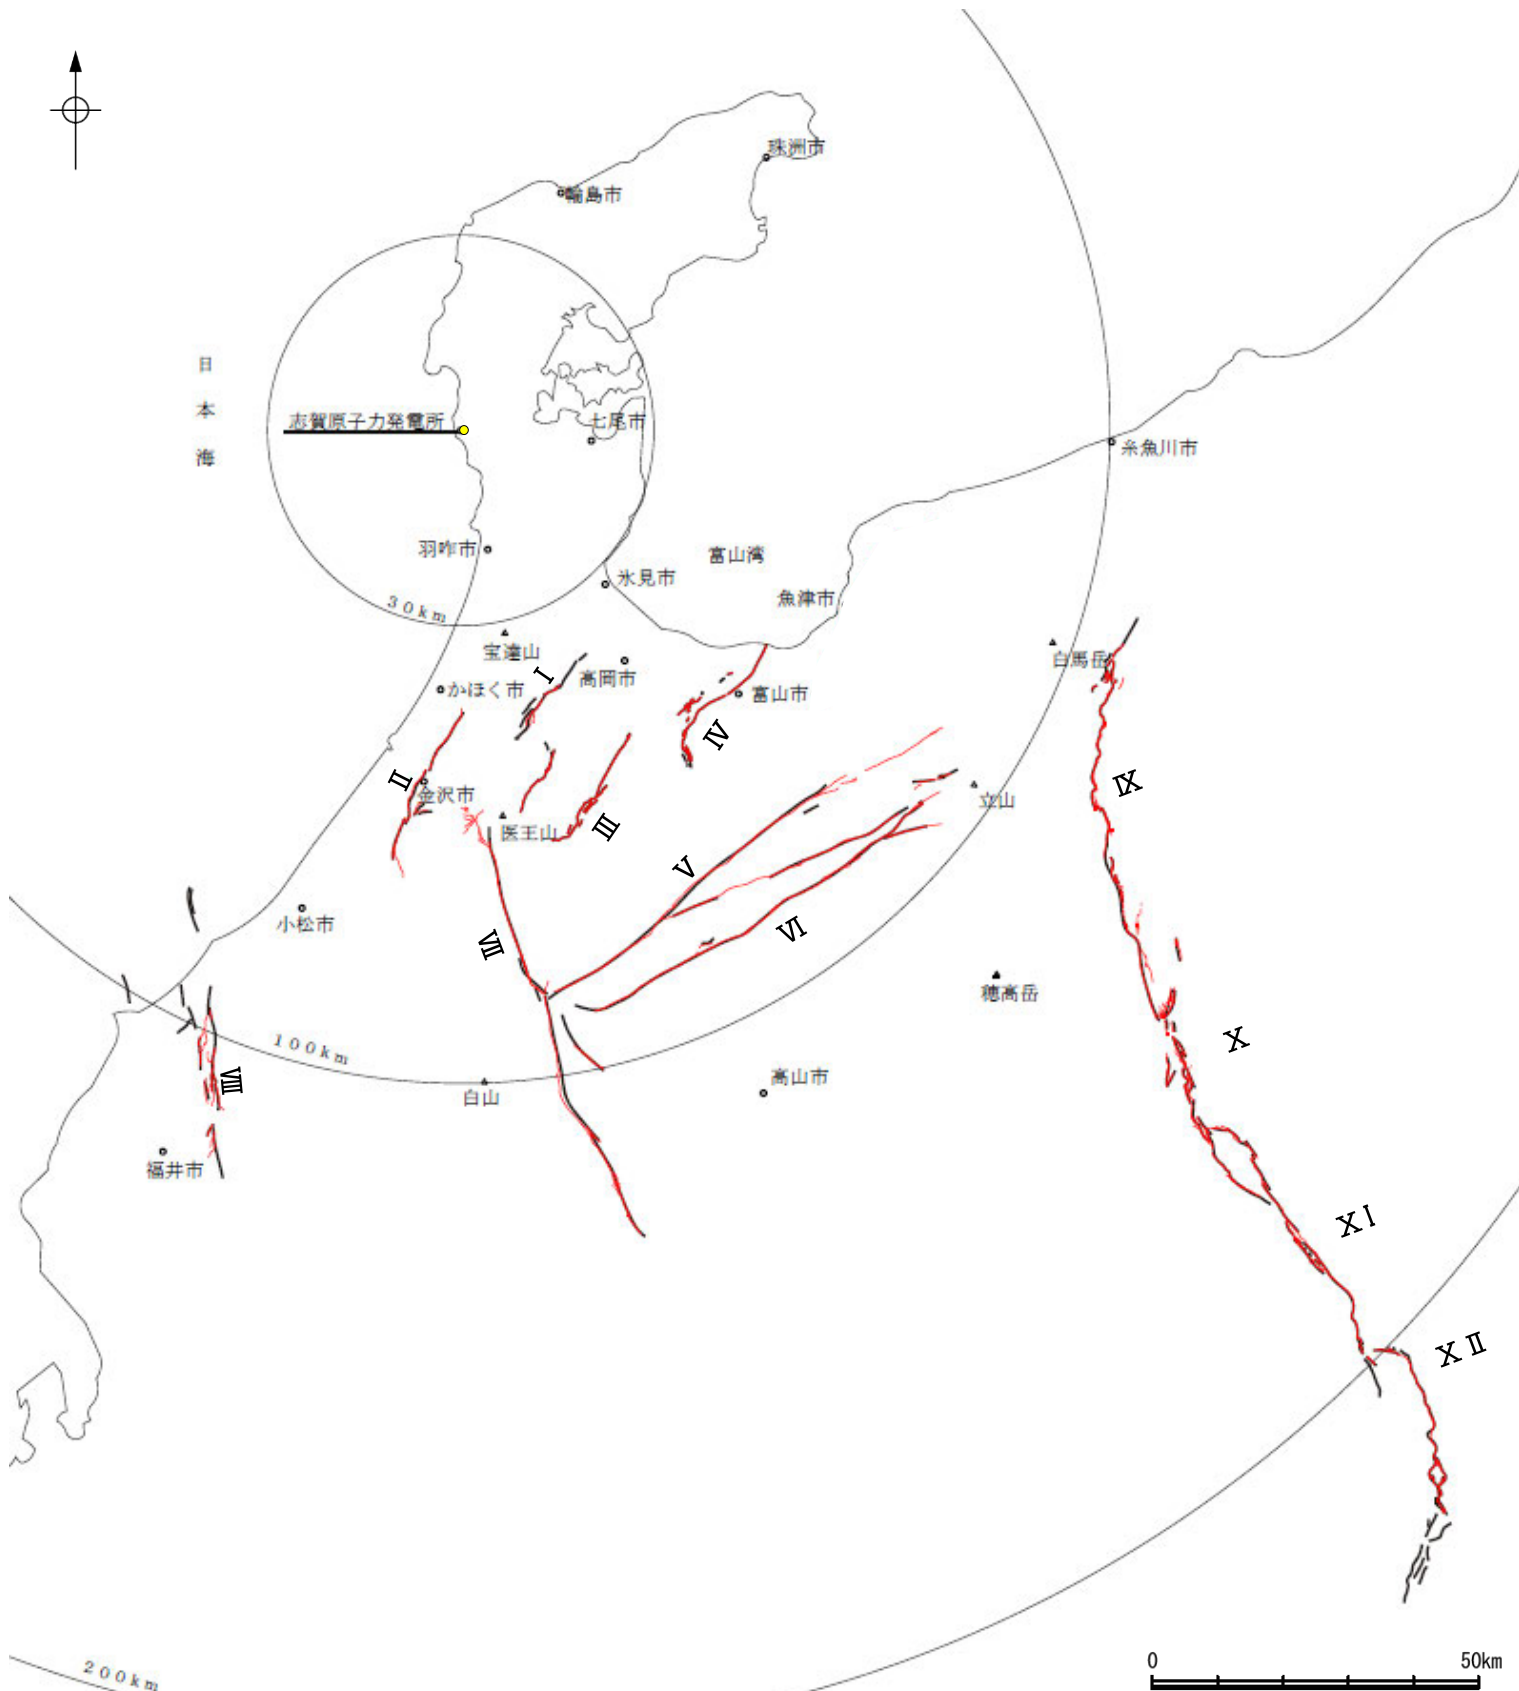 珠洲市
輪島市
日本海
志賀原子力発電所
七尾市
糸魚川市
羽咋市
富山湾
氷見市
魚津市
30km
宝達山
白馬岳
I
高岡市
かほく市
富山市
IV
II
金沢市
IX
立山
医王山
III
V
小松市
VI
VII
穂高岳
X
100km
VIII
高山市
白山
福井市
XI
XII
200km
0 50km